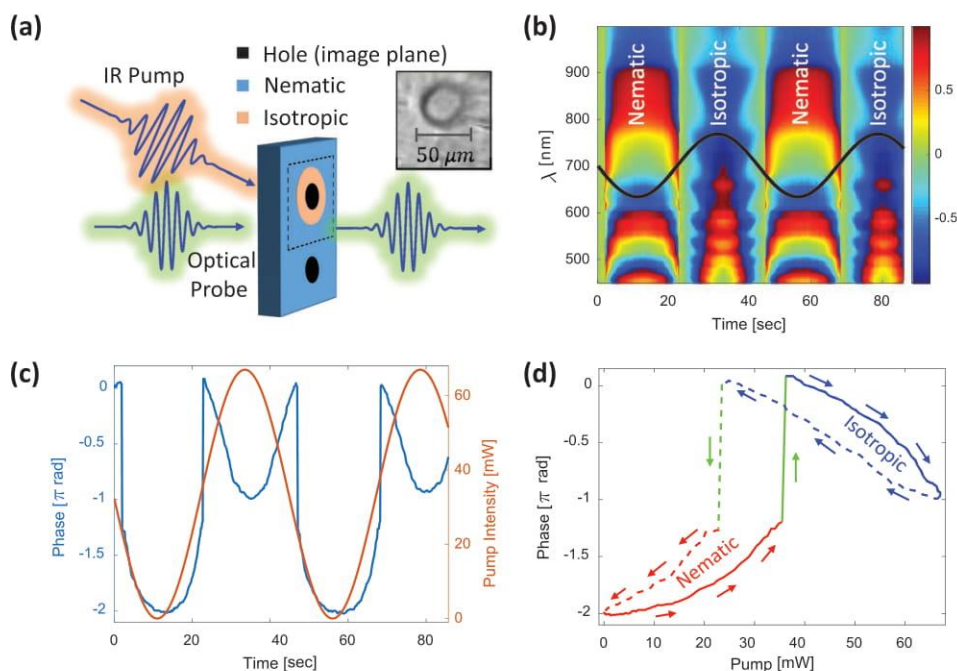 (a)
IR Pump
Hole (image plane)
Nematic
Isotropic
50 μm
Optical
Probe
(b)
λ [nm]
900
800
700
600
500
Nematic
Isotropic
Nematic
Isotropic
0.5
0
-0.5
0 20 40 60 80
Time [sec]
(c)
Phase [π rad]
0
-0.5
-1
-1.5
-2
60
40
20
0
Pump Intensity [mW]
0 20 40 60 80
Time [sec]
(d)
Phase [π rad]
0
-0.5
-1
-1.5
-2
Isotropic
Nematic
0 10 20 30 40 50 60
Pump [mW]